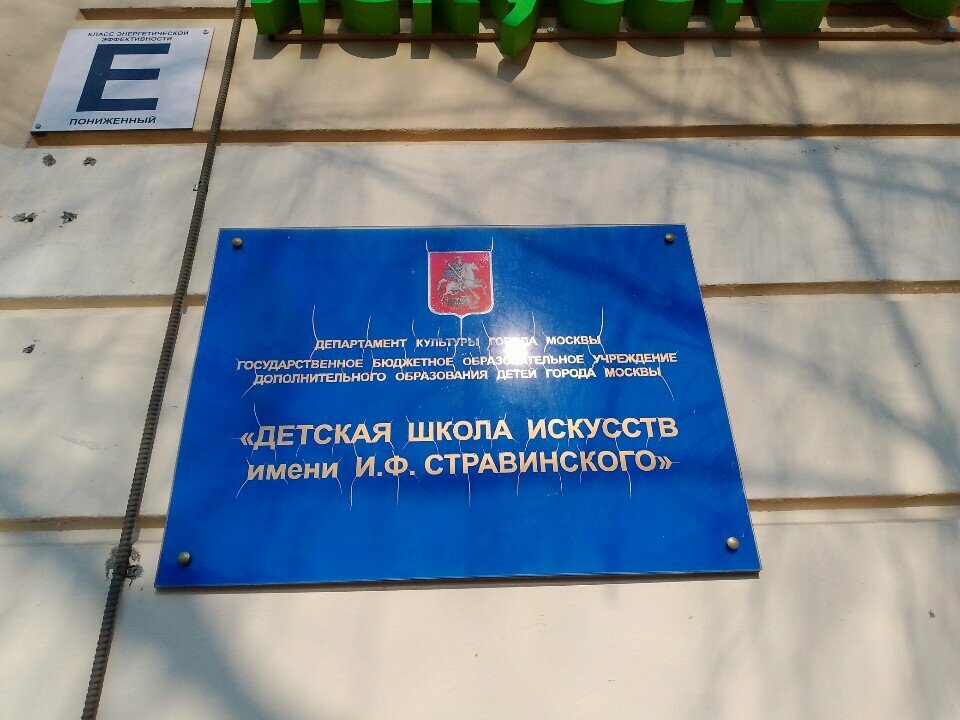 КЛАСС ЭНЕРГЕТИЧЕСКОЙ
ЭФФЕКТИВНОСТИ
E
ПОНИЖЕННЫЙ
ДЕПАРТАМЕНТ КУЛЬТУРЫ ГОРОДА МОСКВЫ
ГОСУДАРСТВЕННОЕ БЮДЖЕТНОЕ ОБРАЗОВАТЕЛЬНОЕ УЧРЕЖДЕНИЕ
ДОПОЛНИТЕЛЬНОГО ОБРАЗОВАНИЯ ДЕТЕЙ ГОРОДА МОСКВЫ
«ДЕТСКАЯ ШКОЛА ИСКУССТВ
имени И.Ф. СТРАВИНСКОГО»